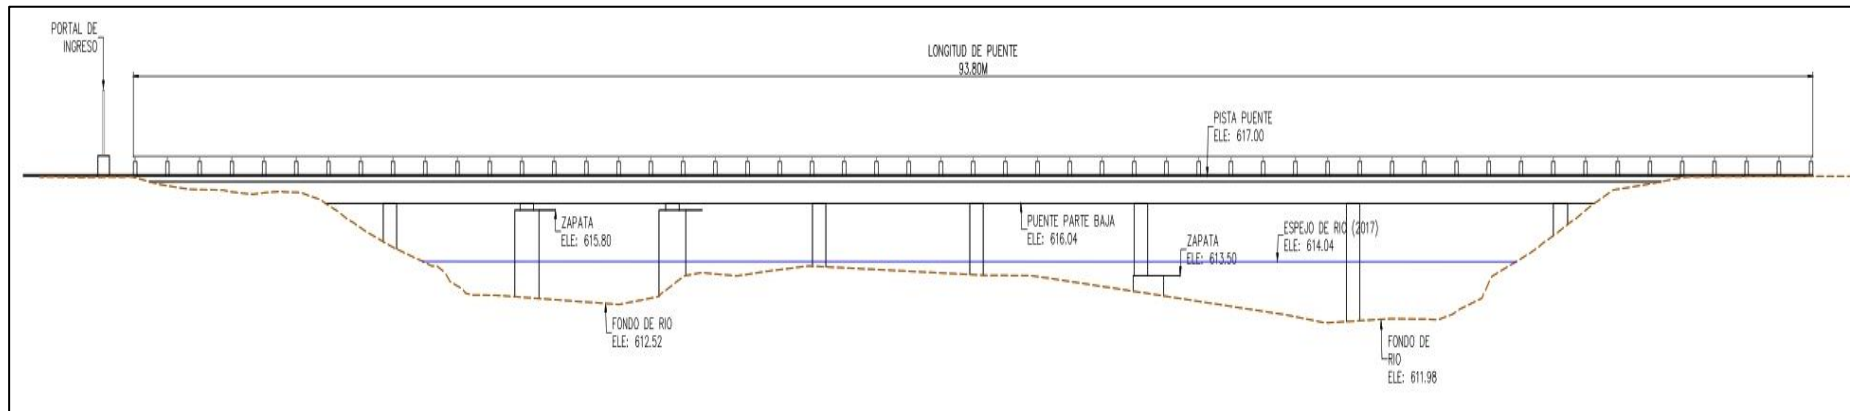 PORTAL DE
INGRESO
LONGITUD DE PUENTE
93.80M
PISTA PUENTE
ELE: 617.00
ZAPATA
ELE: 615.80
PUENTE PARTE BAJA
ELE: 616.04
ZAPATA
ELE: 613.50
ESPEJO DE RIO (2017)
ELE: 614.04
FONDO DE RIO
ELE: 612.52
FONDO DE
RIO
ELE: 611.98